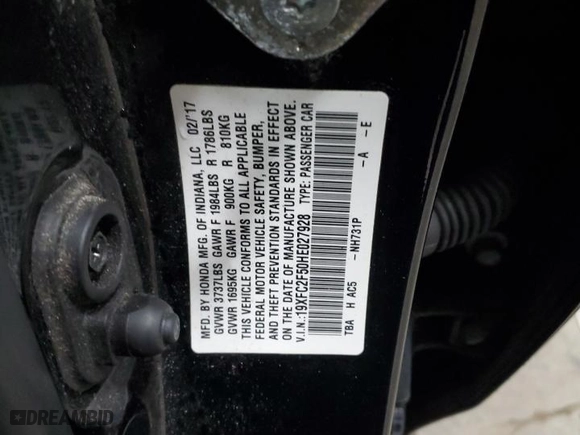 MFD. BY HONDA MFG. OF INDIANA, LLC 02/'17
GVWR 3737LBS GAWR F 1984LBS R 1786LBS
GVWR 1695KG GAWR F 900KG R 810KG
THIS VEHICLE CONFORMS TO ALL APPLICABLE
FEDERAL MOTOR VEHICLE SAFETY, BUMPER,
AND THEFT PREVENTION STANDARDS IN EFFECT
ON THE DATE OF MANUFACTURE SHOWN ABOVE.
V.I.N.:19XFC2F50HE027928 TYPE: PASSENGER CAR
TBA H AC5 -NH731P -A -E
DREAMBID